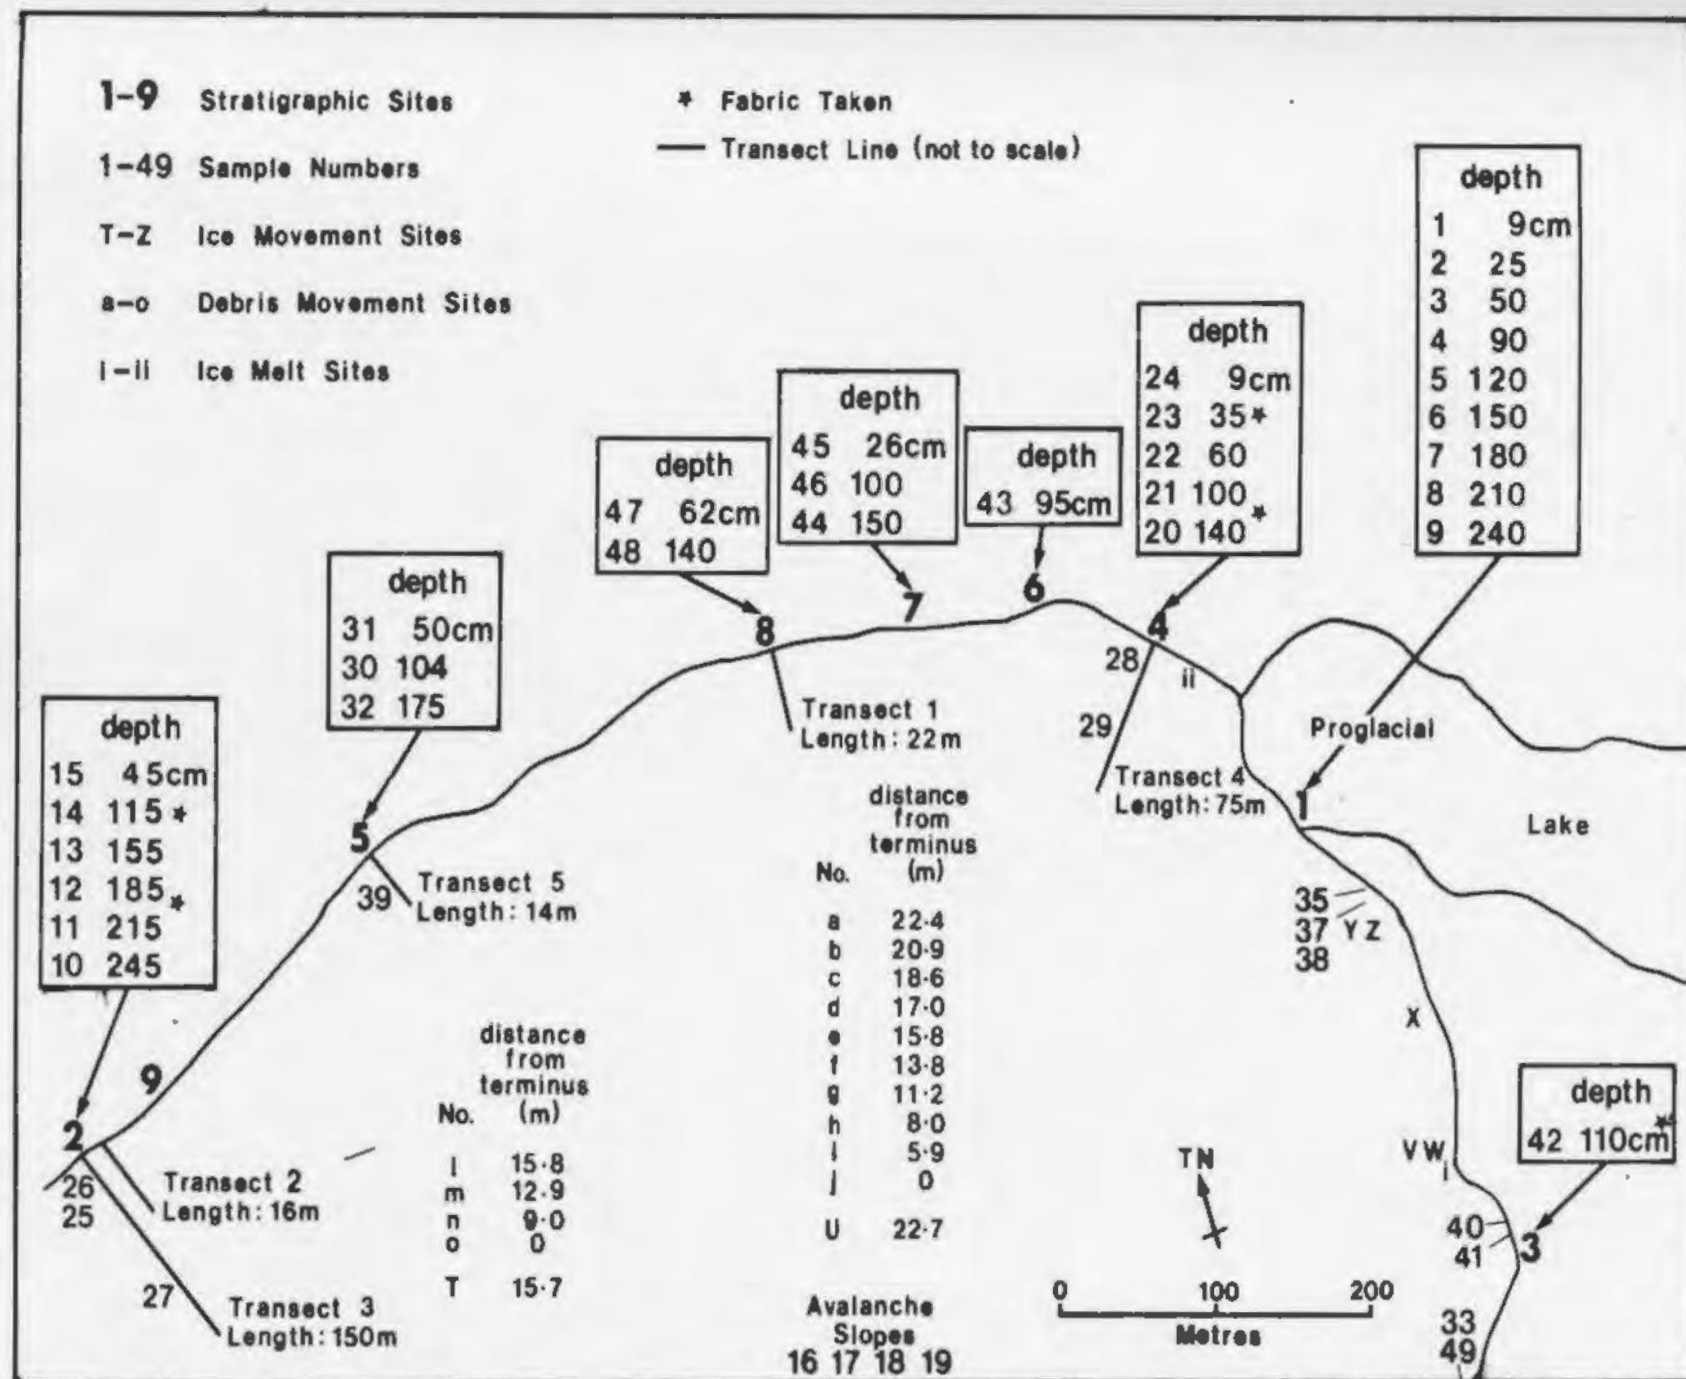 1-9 Stratigraphic Sites
1-49 Sample Numbers
T-Z Ice Movement Sites
a-o Debris Movement Sites
i-ii Ice Melt Sites
* Fabric Taken
— Transect Line (not to scale)
depth
15 45cm
14 115 *
13 155
12 185 *
11 215
10 245
2
9
26
25
27
Transect 2
Length: 16m
Transect 3
Length: 150m
depth
31 50cm
30 104
32 175
5
39
Transect 5
Length: 14m
depth
47 62cm
48 140
8
Transect 1
Length: 22m
depth
45 26cm
46 100
44 150
7
depth
43 95cm
6
depth
24 9cm
23 35*
22 60
21 100
20 140 *
4
28
ii
29
Transect 4
Length: 75m
depth
1 9cm
2 25
3 50
4 90
5 120
6 150
7 180
8 210
9 240
Proglacial
Lake
1
35
37 Y Z
38
X
V W
i
depth
42 110cm *
40
41
3
33
49
distance
from
terminus
No. (m)
l 15·8
m 12·9
n 9·0
o 0
T 15·7
distance
from
terminus
No. (m)
a 22·4
b 20·9
c 18·6
d 17·0
e 15·8
f 13·8
g 11·2
h 8·0
i 5·9
j 0
U 22·7
Avalanche
Slopes
16 17 18 19
TN
0 100 200
Metres